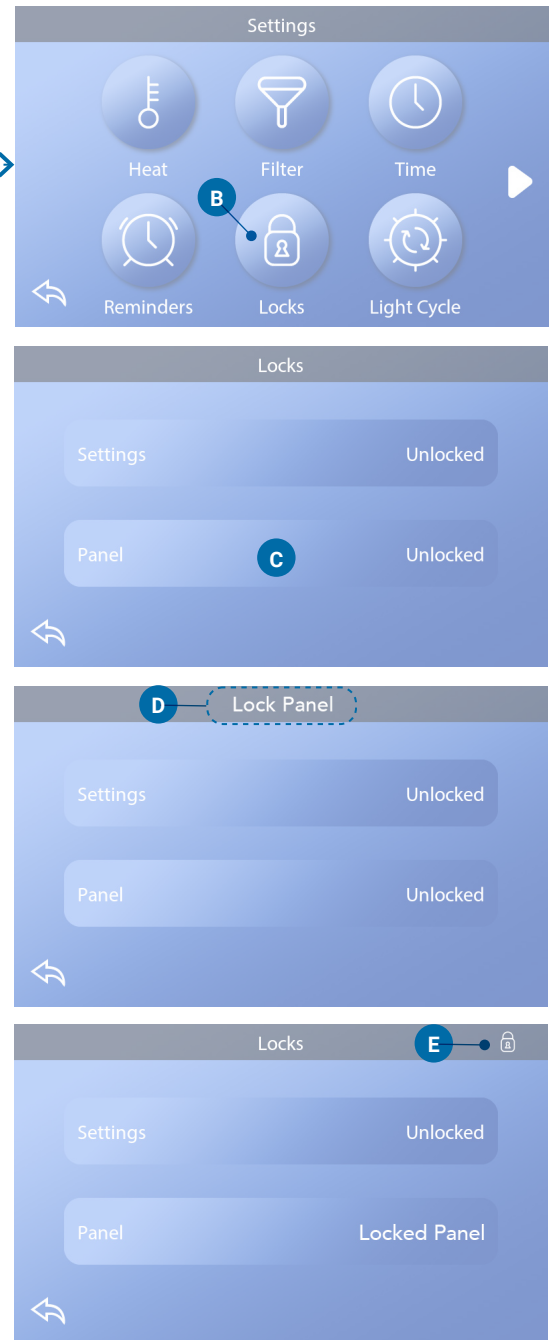 Settings
Heat Filter Time
B
Reminders Locks Light Cycle
Locks
Settings Unlocked
Panel C Unlocked
D Lock Panel
Settings Unlocked
Panel Unlocked
Locks E
Settings Unlocked
Panel Locked Panel